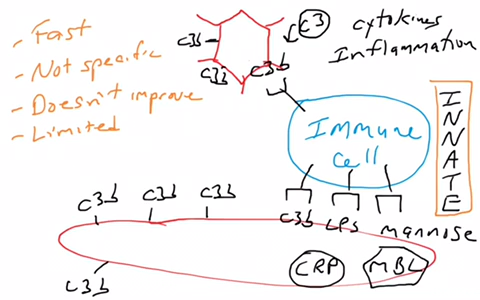 - Fast
- Not specific
- Doesn't improve
- Limited
C3b
C3b
C3b
C3
cytokines
Inflammation
Immune
cell
INNATE
C3b
LPS
mannose
C3b
C3b
C3b
C3b
CRP
MBL